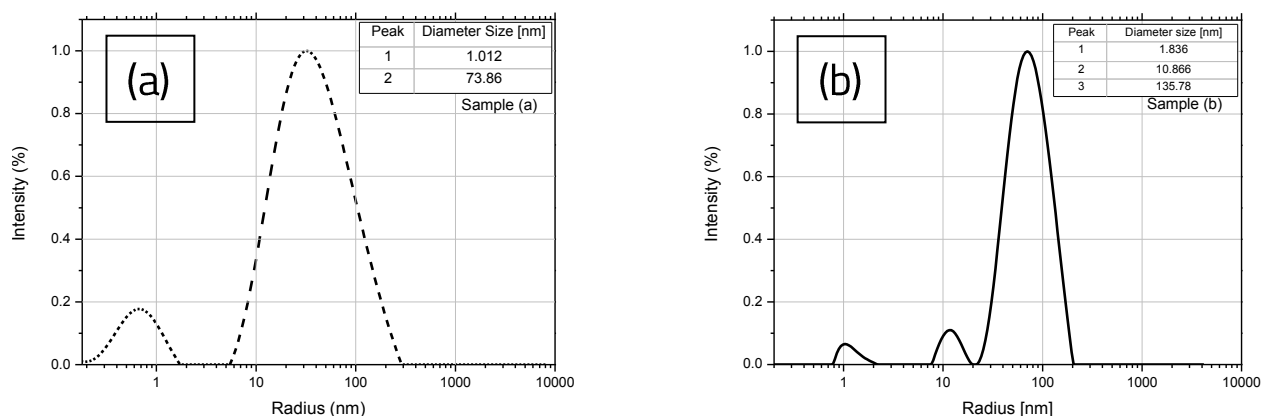 (a)
Peak Diameter Size [nm]
1 1.012
2 73.86
Sample (a)
Intensity (%)
1.0
0.8
0.6
0.4
0.2
0.0
1 10 100 1000 10000
Radius (nm)
(b)
Peak Diameter size [nm]
1 1.836
2 10.866
3 135.78
Sample (b)
Intensity (%)
1.0
0.8
0.6
0.4
0.2
0.0
1 10 100 1000 10000
Radius [nm]